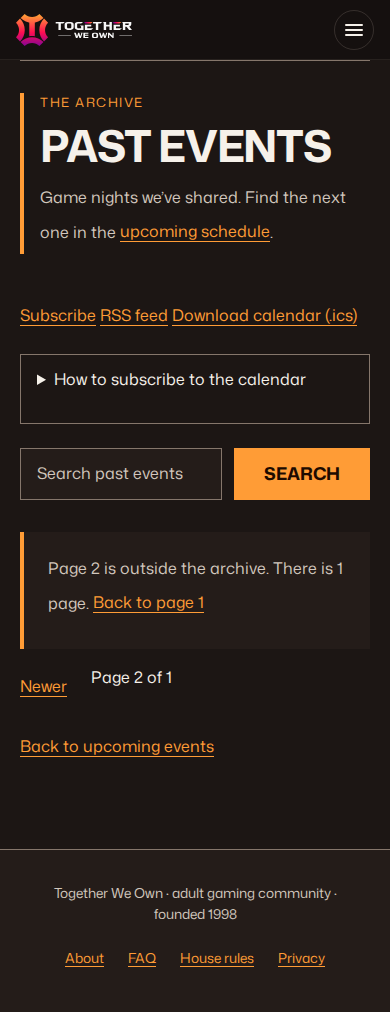 TOGETHER
WE OWN
THE ARCHIVE
PAST EVENTS
Game nights we've shared. Find the next
one in the upcoming schedule.
Subscribe RSS feed Download calendar (.ics)
How to subscribe to the calendar
Search past events
SEARCH
Page 2 is outside the archive. There is 1
page. Back to page 1
Newer
Page 2 of 1
Back to upcoming events
Together We Own · adult gaming community ·
founded 1998
About FAQ House rules Privacy